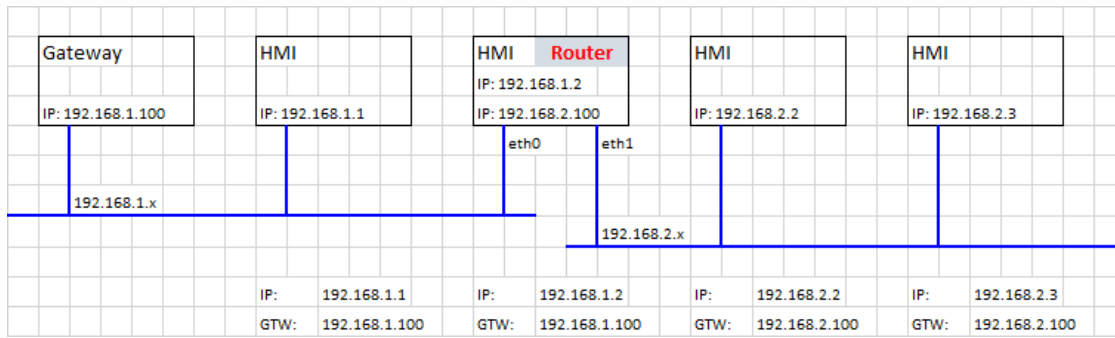 Gateway
IP: 192.168.1.100
HMI
IP: 192.168.1.1
HMI Router
IP: 192.168.1.2
IP: 192.168.2.100
HMI
IP: 192.168.2.2
HMI
IP: 192.168.2.3
eth0 eth1
192.168.1.x
192.168.2.x
IP: 192.168.1.1 IP: 192.168.1.2 IP: 192.168.2.2 IP: 192.168.2.3
GTW: 192.168.1.100 GTW: 192.168.1.100 GTW: 192.168.2.100 GTW: 192.168.2.100